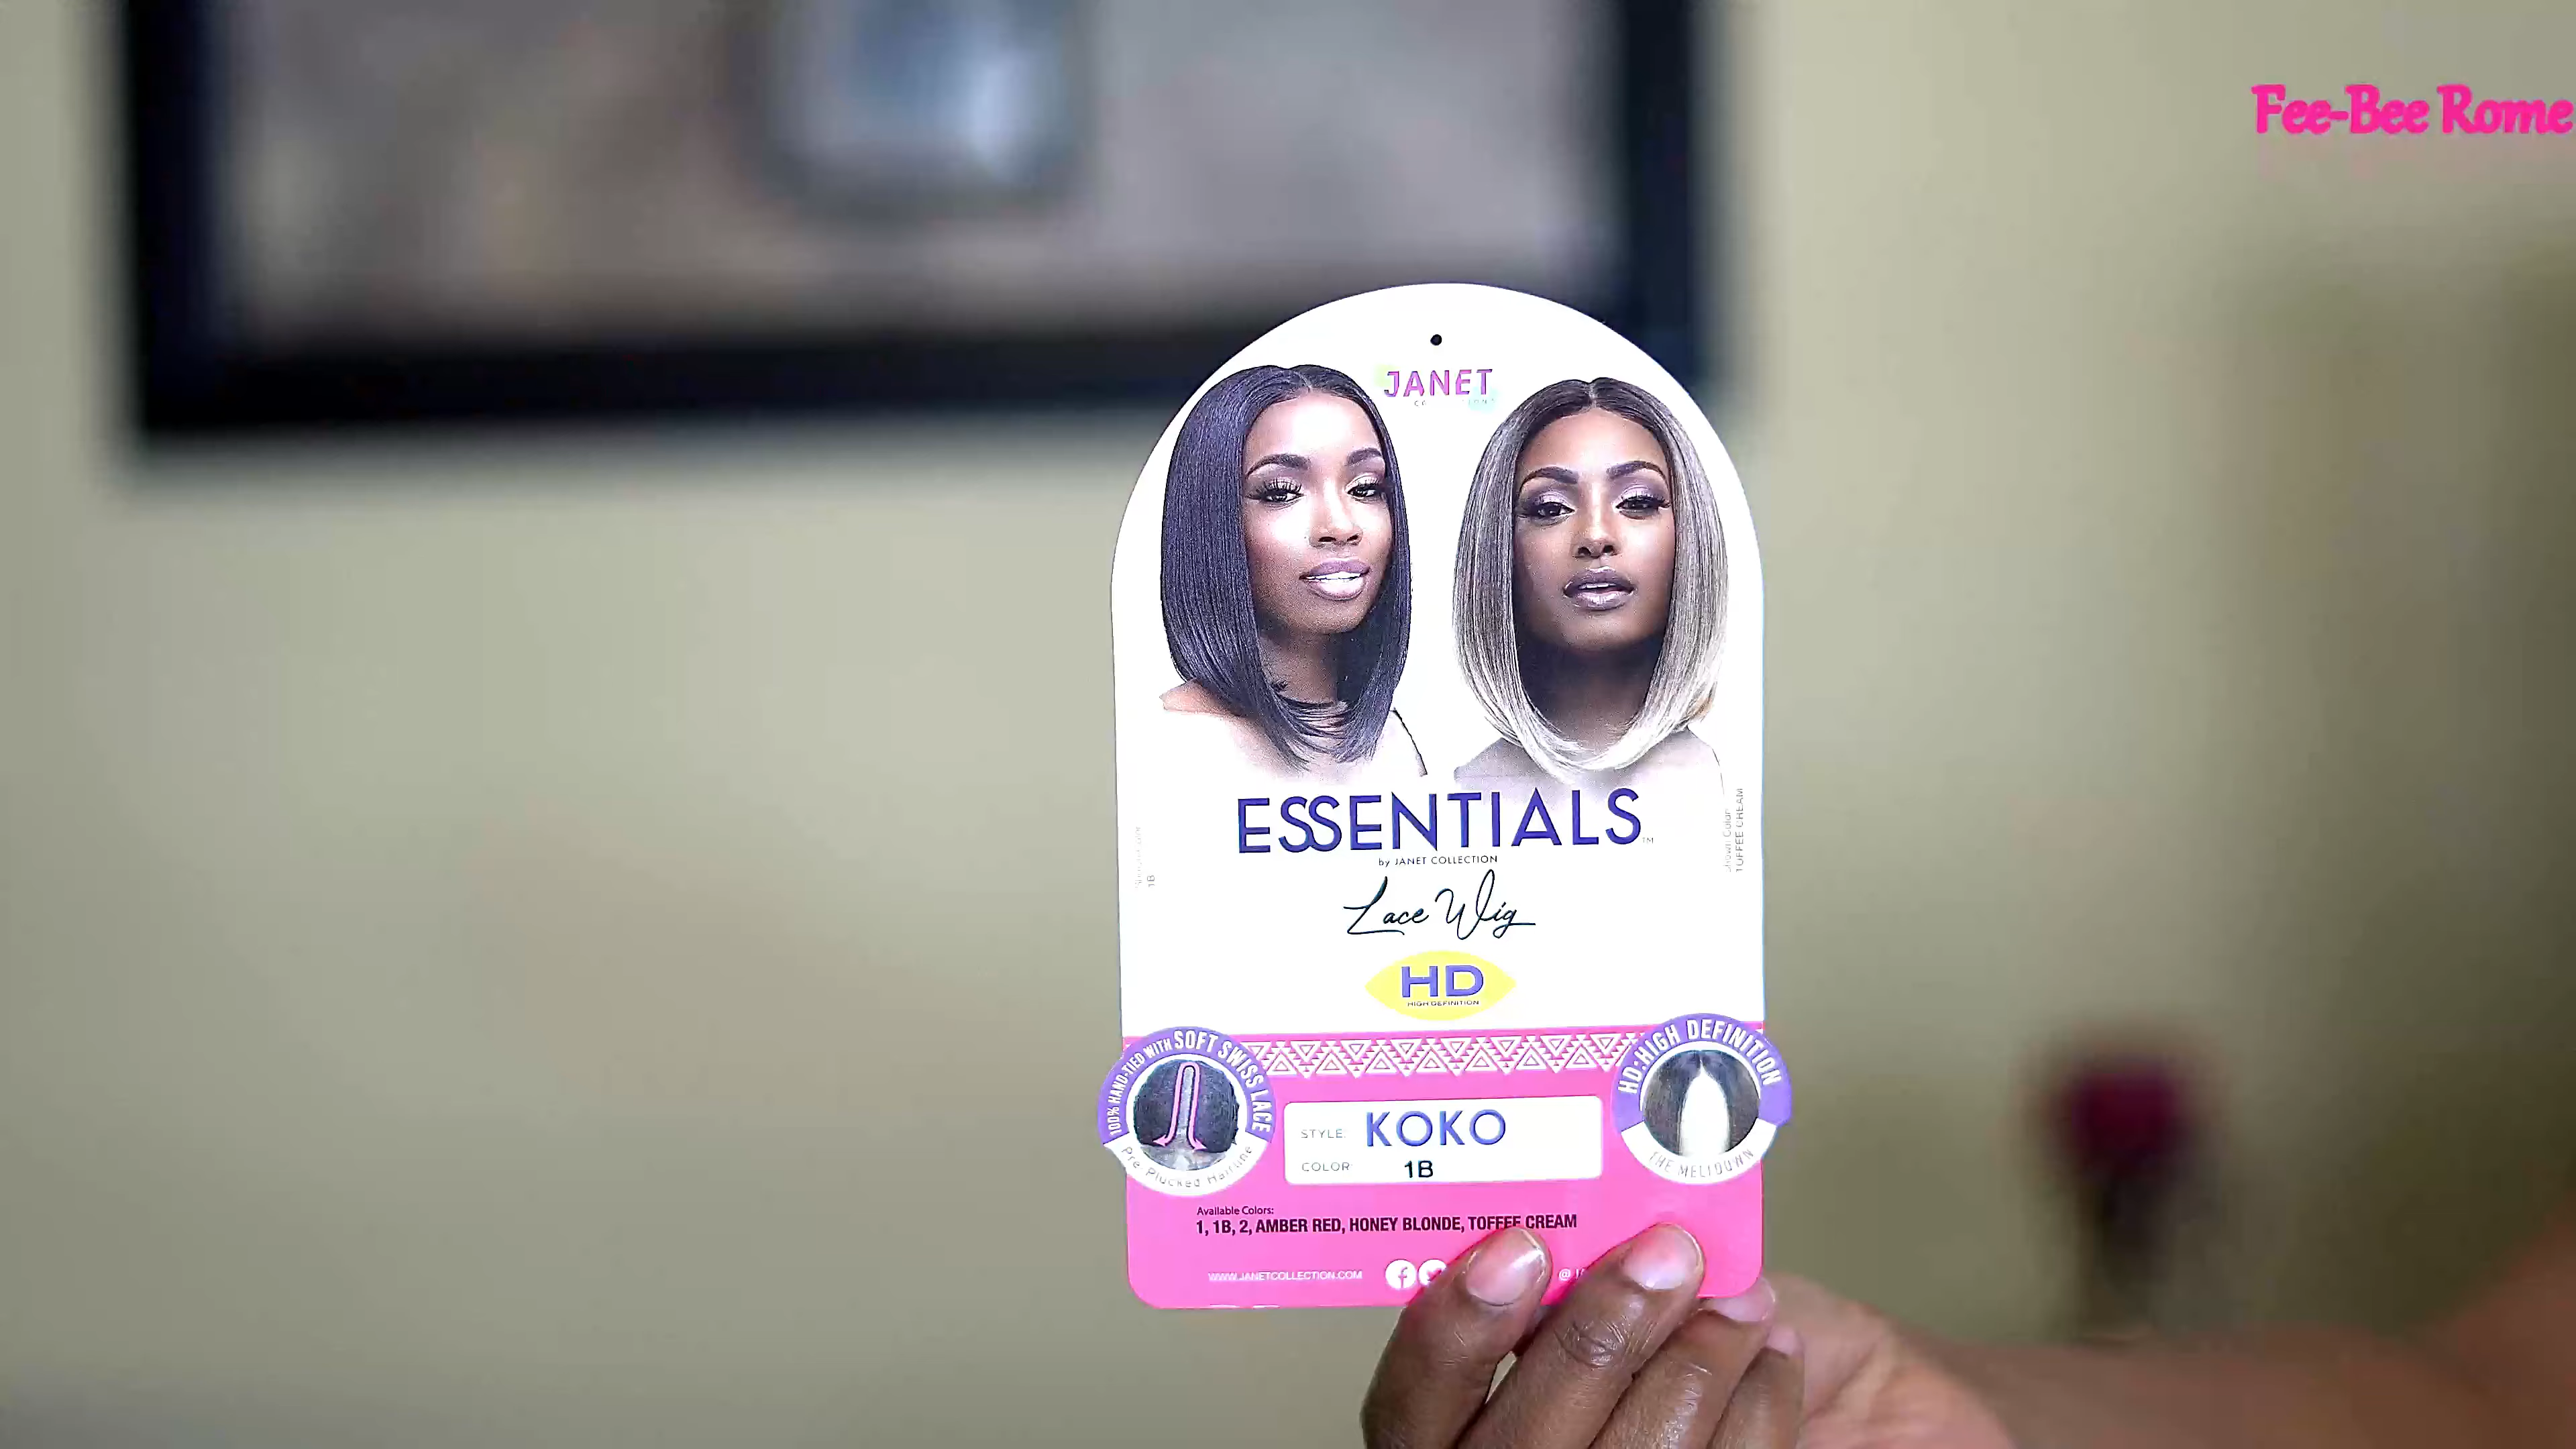 Fee-Bee Rome
JANET
ESSENTIALS™
by JANET COLLECTION
Lace Wig
HD
HIGH DEFINITION
1B
Shown Color:
TOFFEE CREAM
100% HAND-TIED WITH SOFT SWISS LACE
Pre Plucked Hairline
HD:HIGH DEFINITION
THE MELTDOWN
STYLE: KOKO
COLOR 1B
Available Colors:
1, 1B, 2, AMBER RED, HONEY BLONDE, TOFFEE CREAM
WWW.JANETCOLLECTION.COM